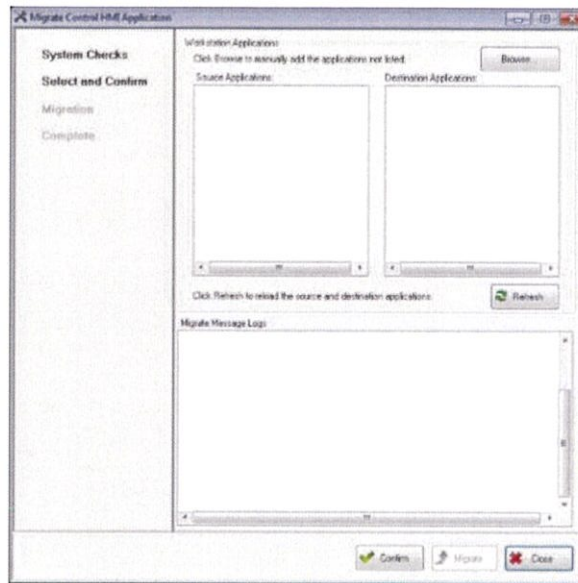 Migrate Control HMI Application
System Checks
Select and Confirm
Migration
Complete
Workstation Applications
Click Browse to manually add the applications not listed.
Browse
Source Applications:
Destination Applications:
Click Refresh to reload the source and destination applications.
Refresh
Migrate Message Logs
Confirm
Migrate
Close